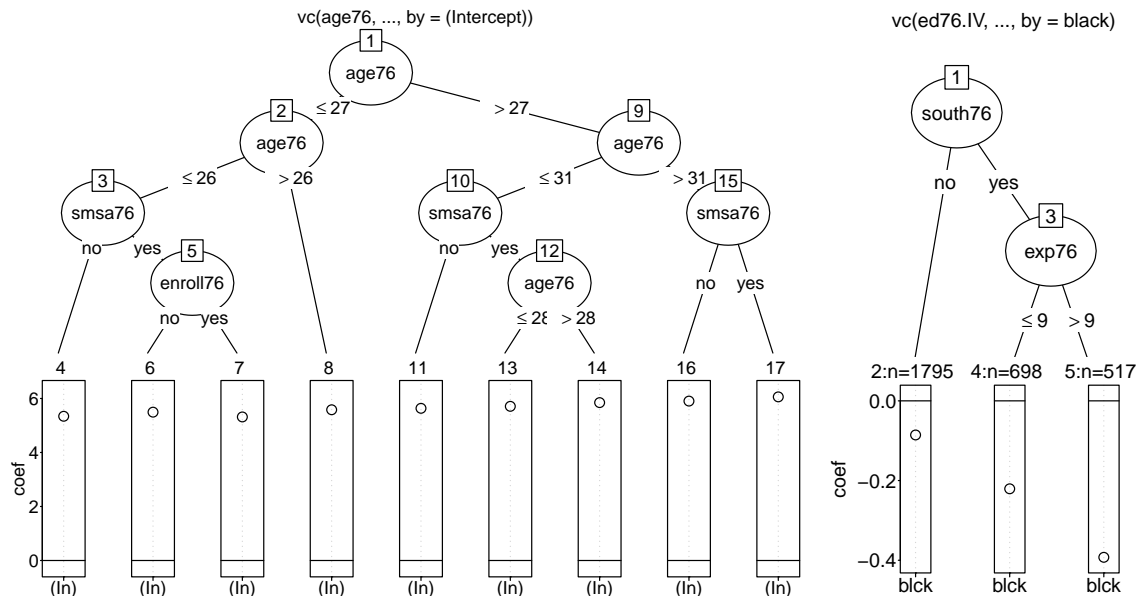 vc(age76, ..., by = (Intercept))
1
age76
≤ 27
> 27
2
age76
9
age76
≤ 26
> 26
≤ 31
> 31
3
smsa76
10
smsa76
15
smsa76
no
yes
no
yes
5
enroll76
12
age76
no
yes
no
yes
≤ 28
> 28
4
6
7
8
11
13
14
16
17
coef
6
4
2
0
(In)
(In)
(In)
(In)
(In)
(In)
(In)
(In)
(In)
vc(ed76.IV, ..., by = black)
1
south76
no
yes
3
exp76
≤ 9
> 9
2:n=1795
4:n=698
5:n=517
coef
0.0
−0.2
−0.4
blck
blck
blck